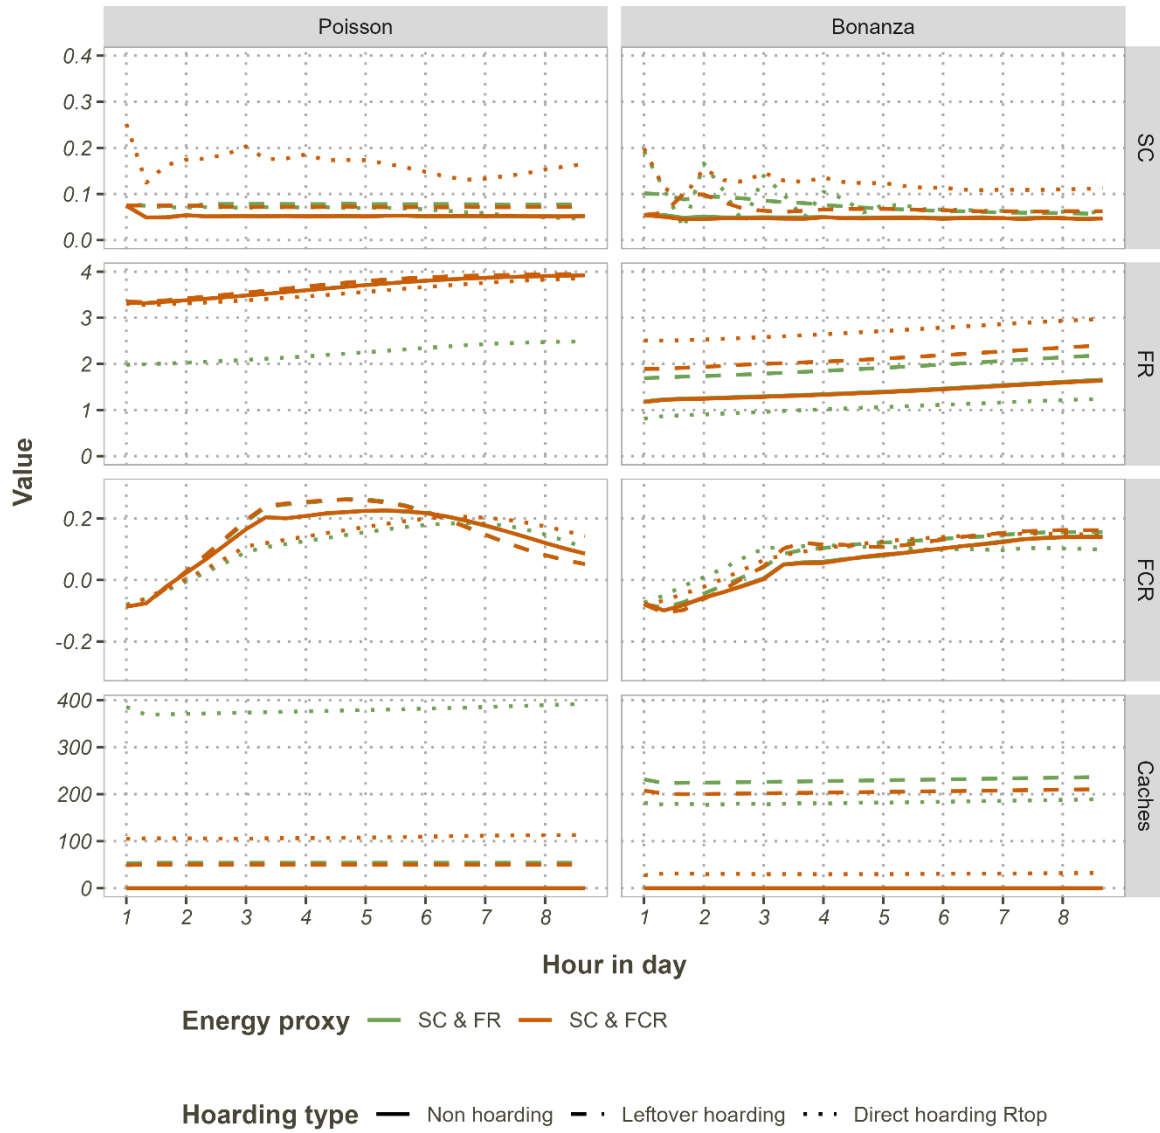 Poisson Bonanza
0.4
0.3
0.2
0.1
0.0
SC
4
3
2
1
0
FR
Value
0.2
0.0
-0.2
FCR
400
300
200
100
0
Caches
1 2 3 4 5 6 7 8 1 2 3 4 5 6 7 8
Hour in day
Energy proxy SC & FR SC & FCR
Hoarding type Non hoarding Leftover hoarding Direct hoarding Rtop